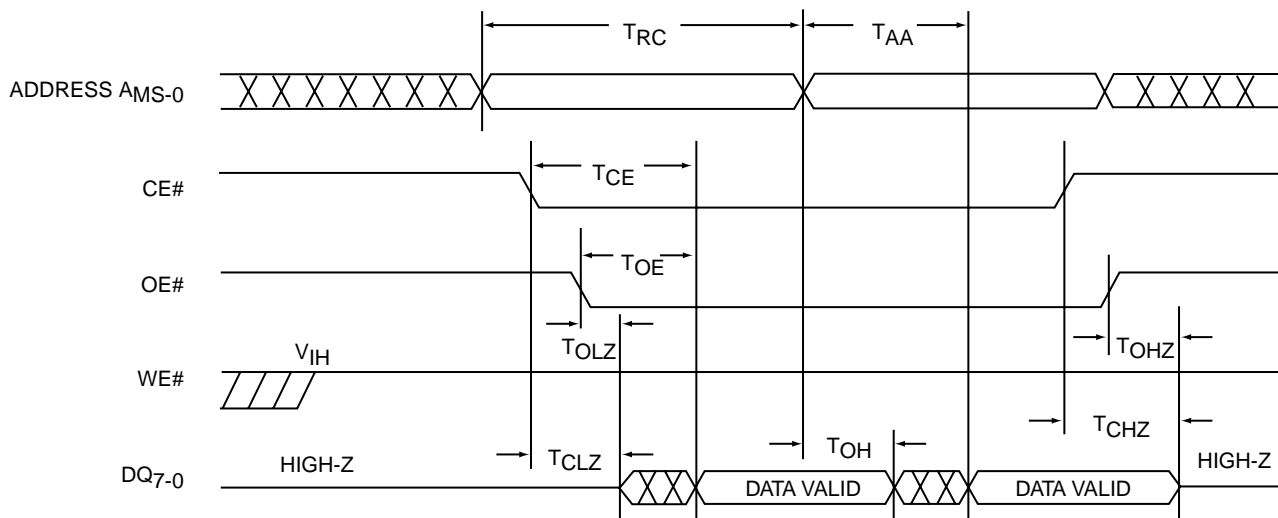 TRC TAA
ADDRESS AMS-0
TCE
CE#
TOE
OE#
TOLZ TOHZ
VIH
WE#
TCLZ TOH TCHZ
HIGH-Z HIGH-Z
DQ7-0 DATA VALID DATA VALID